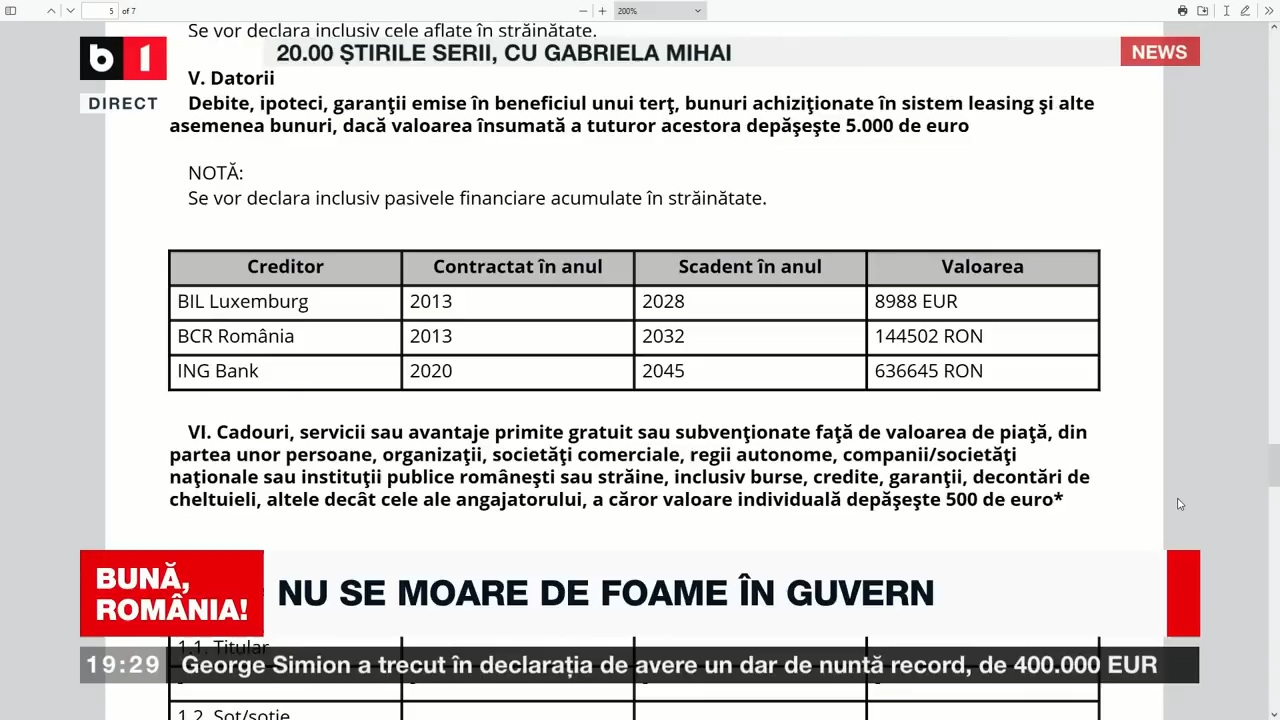 5 of 7
200%
Se vor declara inclusiv cele aflate în străinătate.
b 1
20.00 ȘTIRILE SERII, CU GABRIELA MIHAI
NEWS
DIRECT
V. Datorii
Debite, ipoteci, garanţii emise în beneficiul unui terţ, bunuri achiziţionate în sistem leasing şi alte
asemenea bunuri, dacă valoarea însumată a tuturor acestora depăşeşte 5.000 de euro
NOTĂ:
Se vor declara inclusiv pasivele financiare acumulate în străinătate.
Creditor Contractat în anul Scadent în anul Valoarea
BIL Luxemburg 2013 2028 8988 EUR
BCR România 2013 2032 144502 RON
ING Bank 2020 2045 636645 RON
VI. Cadouri, servicii sau avantaje primite gratuit sau subvenţionate faţă de valoarea de piaţă, din
partea unor persoane, organizaţii, societăţi comerciale, regii autonome, companii/societăţi
naţionale sau instituţii publice româneşti sau străine, inclusiv burse, credite, garanţii, decontări de
cheltuieli, altele decât cele ale angajatorului, a căror valoare individuală depăşeşte 500 de euro*
BUNĂ,
ROMÂNIA!
NU SE MOARE DE FOAME ÎN GUVERN
1.1. Titular
19:29 George Simion a trecut în declarația de avere un dar de nuntă record, de 400.000 EUR
- - - -
1.2. Soţ/soţie